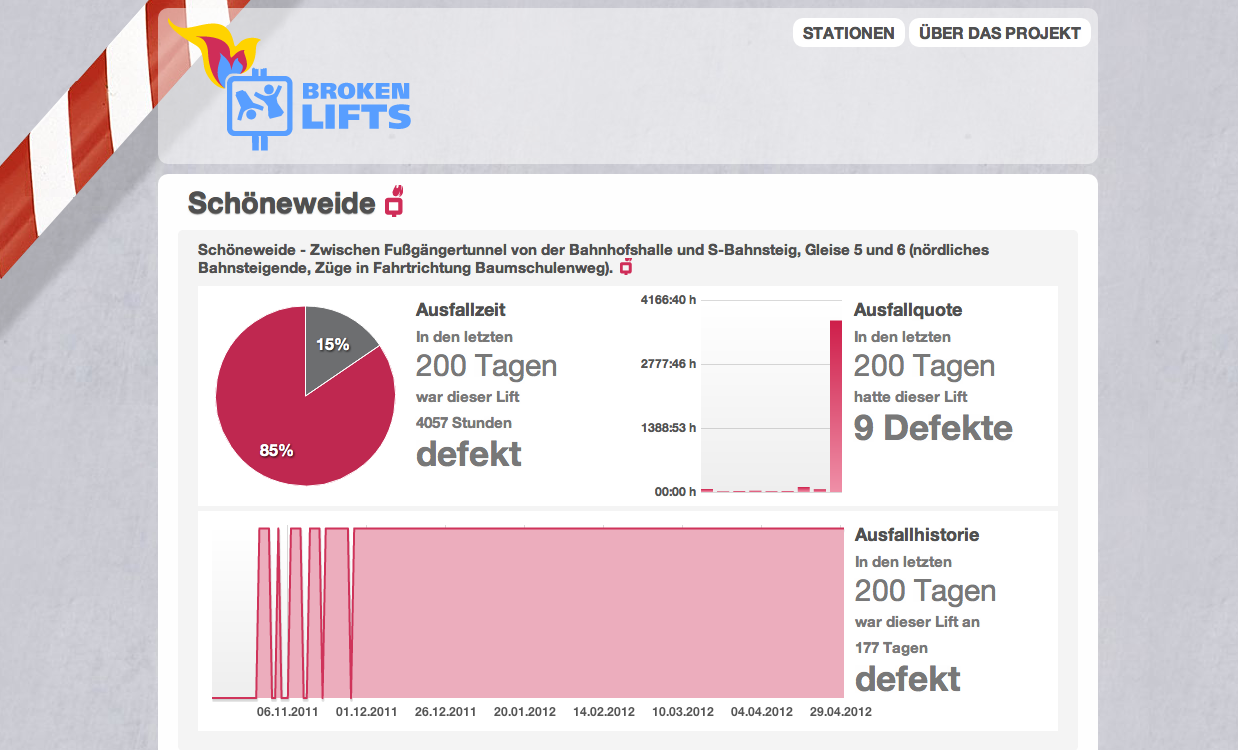 STATIONEN
ÜBER DAS PROJEKT
BROKEN
LIFTS
Schöneweide
Schöneweide - Zwischen Fußgängertunnel von der Bahnhofshalle und S-Bahnsteig, Gleise 5 und 6 (nördliches
Bahnsteigende, Züge in Fahrtrichtung Baumschulenweg).
15%
85%
Ausfallzeit
In den letzten
200 Tagen
war dieser Lift
4057 Stunden
defekt
4166:40 h
2777:46 h
1388:53 h
00:00 h
Ausfallquote
In den letzten
200 Tagen
hatte dieser Lift
9 Defekte
06.11.2011
01.12.2011
26.12.2011
20.01.2012
14.02.2012
10.03.2012
04.04.2012
29.04.2012
Ausfallhistorie
In den letzten
200 Tagen
war dieser Lift an
177 Tagen
defekt